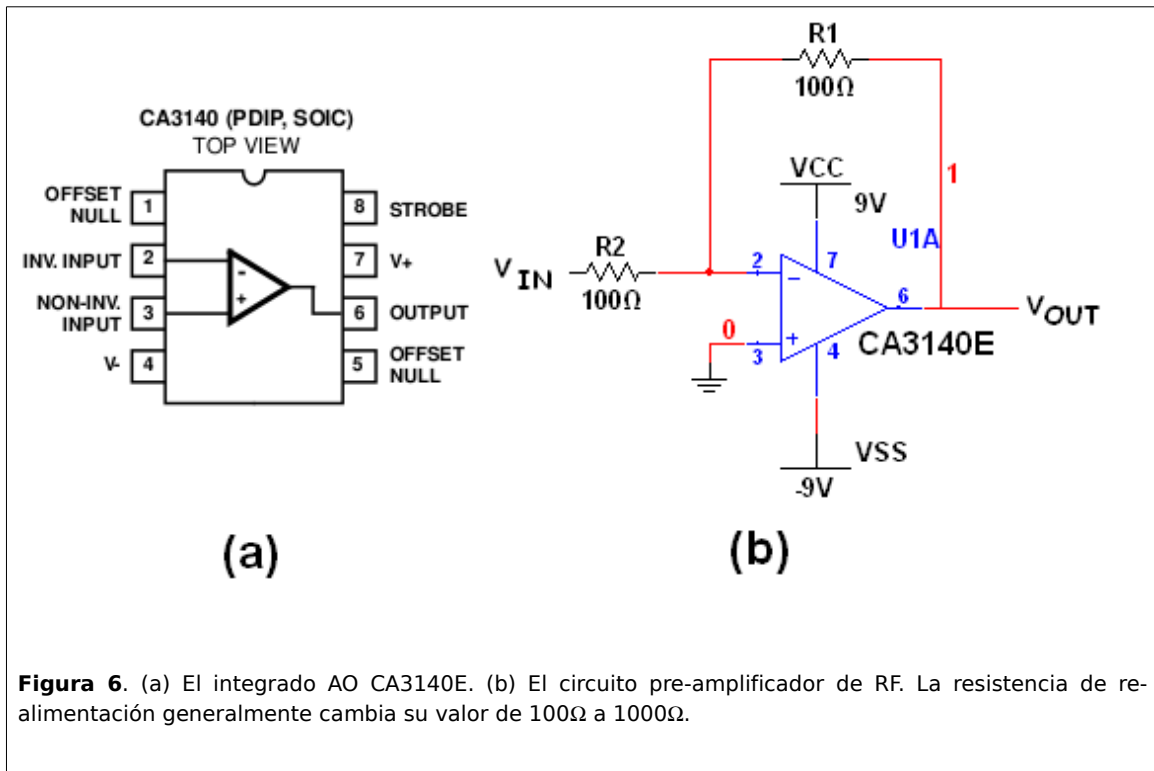 CA3140 (PDIP, SOIC)
TOP VIEW
OFFSET
NULL
1
8
STROBE
INV. INPUT
2
7
V+
-
+
NON-INV.
INPUT
3
6
OUTPUT
V-
4
5
OFFSET
NULL
(a)
R1
100Ω
VCC
9V
1
U1A
R2
100Ω
VIN
2
7
6
VOUT
0
3
4
CA3140E
−
+
VSS
-9V
(b)
Figura 6. (a) El integrado AO CA3140E. (b) El circuito pre-amplificador de RF. La resistencia de re-
alimentación generalmente cambia su valor de 100Ω a 1000Ω.